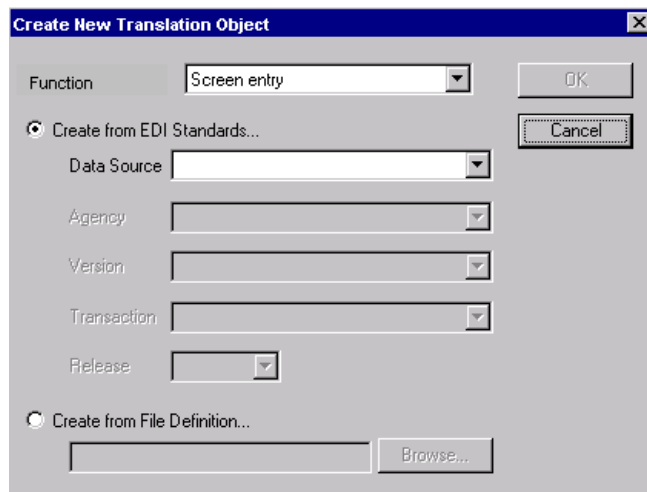 Create New Translation Object
Function Screen entry OK
Create from EDI Standards... Cancel
Data Source
Agency
Version
Transaction
Release
Create from File Definition...
Browse...